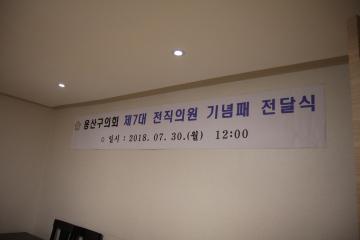 용산구의회 제7대 전직의원 기념패 전달식
○ 일시 : 2018. 07. 30.(월) 12:00